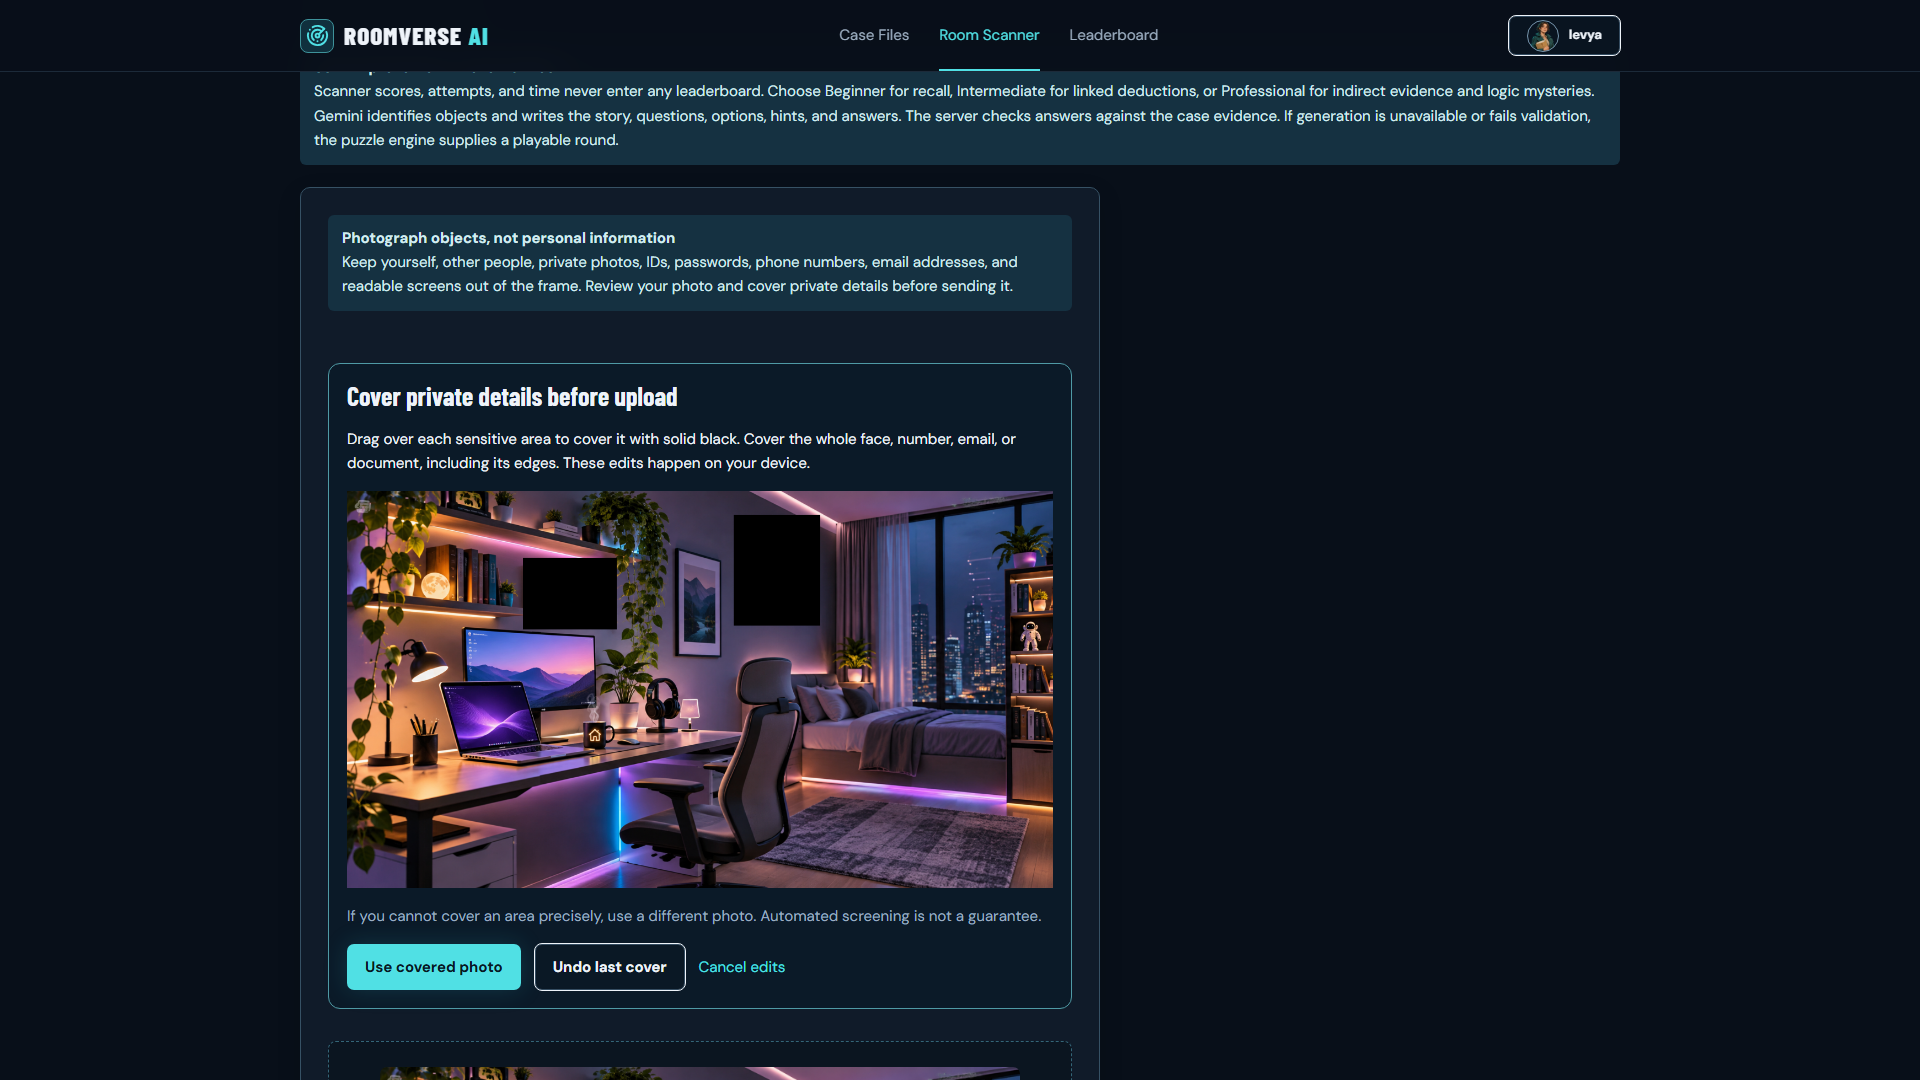 ROOMVERSE AI
Case Files
Room Scanner
Leaderboard
levya
Scanner scores, attempts, and time never enter any leaderboard. Choose Beginner for recall, Intermediate for linked deductions, or Professional for indirect evidence and logic mysteries.
Gemini identifies objects and writes the story, questions, options, hints, and answers. The server checks answers against the case evidence. If generation is unavailable or fails validation,
the puzzle engine supplies a playable round.
Photograph objects, not personal information
Keep yourself, other people, private photos, IDs, passwords, phone numbers, email addresses, and
readable screens out of the frame. Review your photo and cover private details before sending it.
Cover private details before upload
Drag over each sensitive area to cover it with solid black. Cover the whole face, number, email, or
document, including its edges. These edits happen on your device.
If you cannot cover an area precisely, use a different photo. Automated screening is not a guarantee.
Use covered photo
Undo last cover
Cancel edits